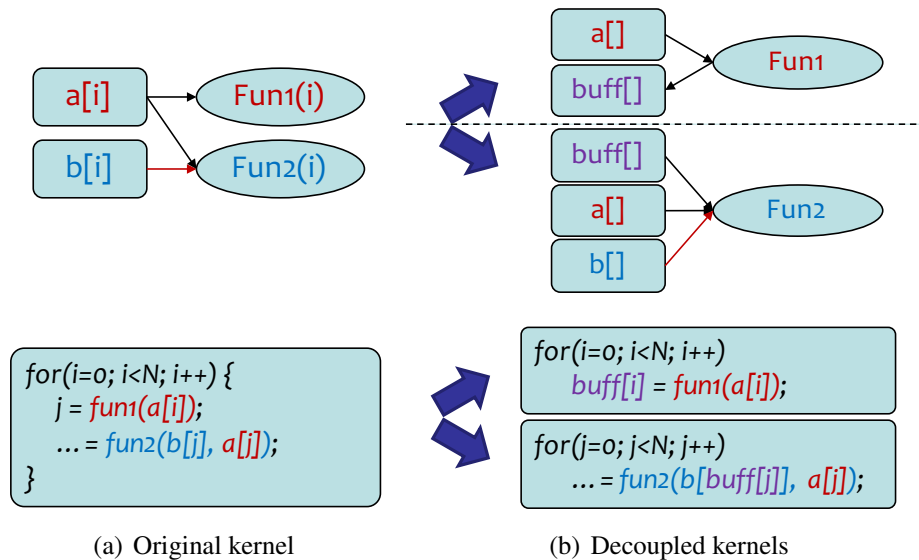 a[i]
Fun1(i)
b[i]
Fun2(i)
a[]
buff[]
Fun1
buff[]
a[]
b[]
Fun2
for(i=0; i<N; i++) {
j = fun1(a[i]);
... = fun2(b[j], a[j]);
}
for(i=0; i<N; i++)
buff[i] = fun1(a[i]);
for(j=0; j<N; j++)
... = fun2(b[buff[j]], a[j]);
(a) Original kernel
(b) Decoupled kernels